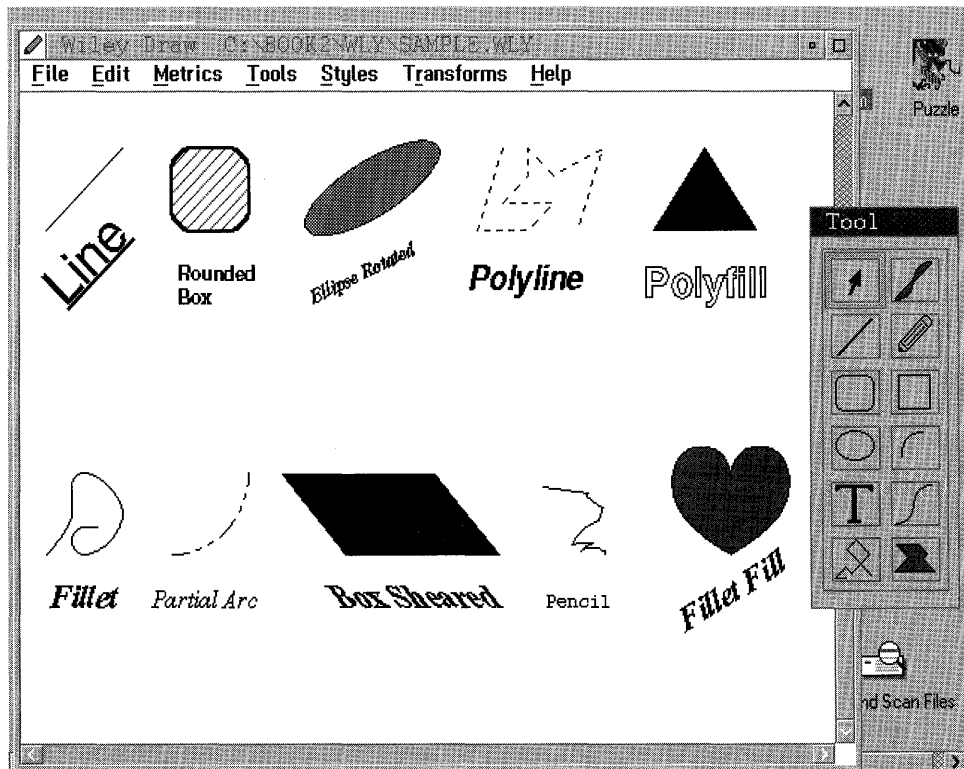 Wiley Draw C:\BOOK2\WLY\SAMPLE.WLY
File Edit Metrics Tools Styles Transforms Help
Puzzle
Tool
Line
Rounded
Box
Ellipse Rotated
Polyline
Polyfill
T
Fillet
Partial Arc
Box Sheared
Pencil
Fillet Fill
nd Scan Files